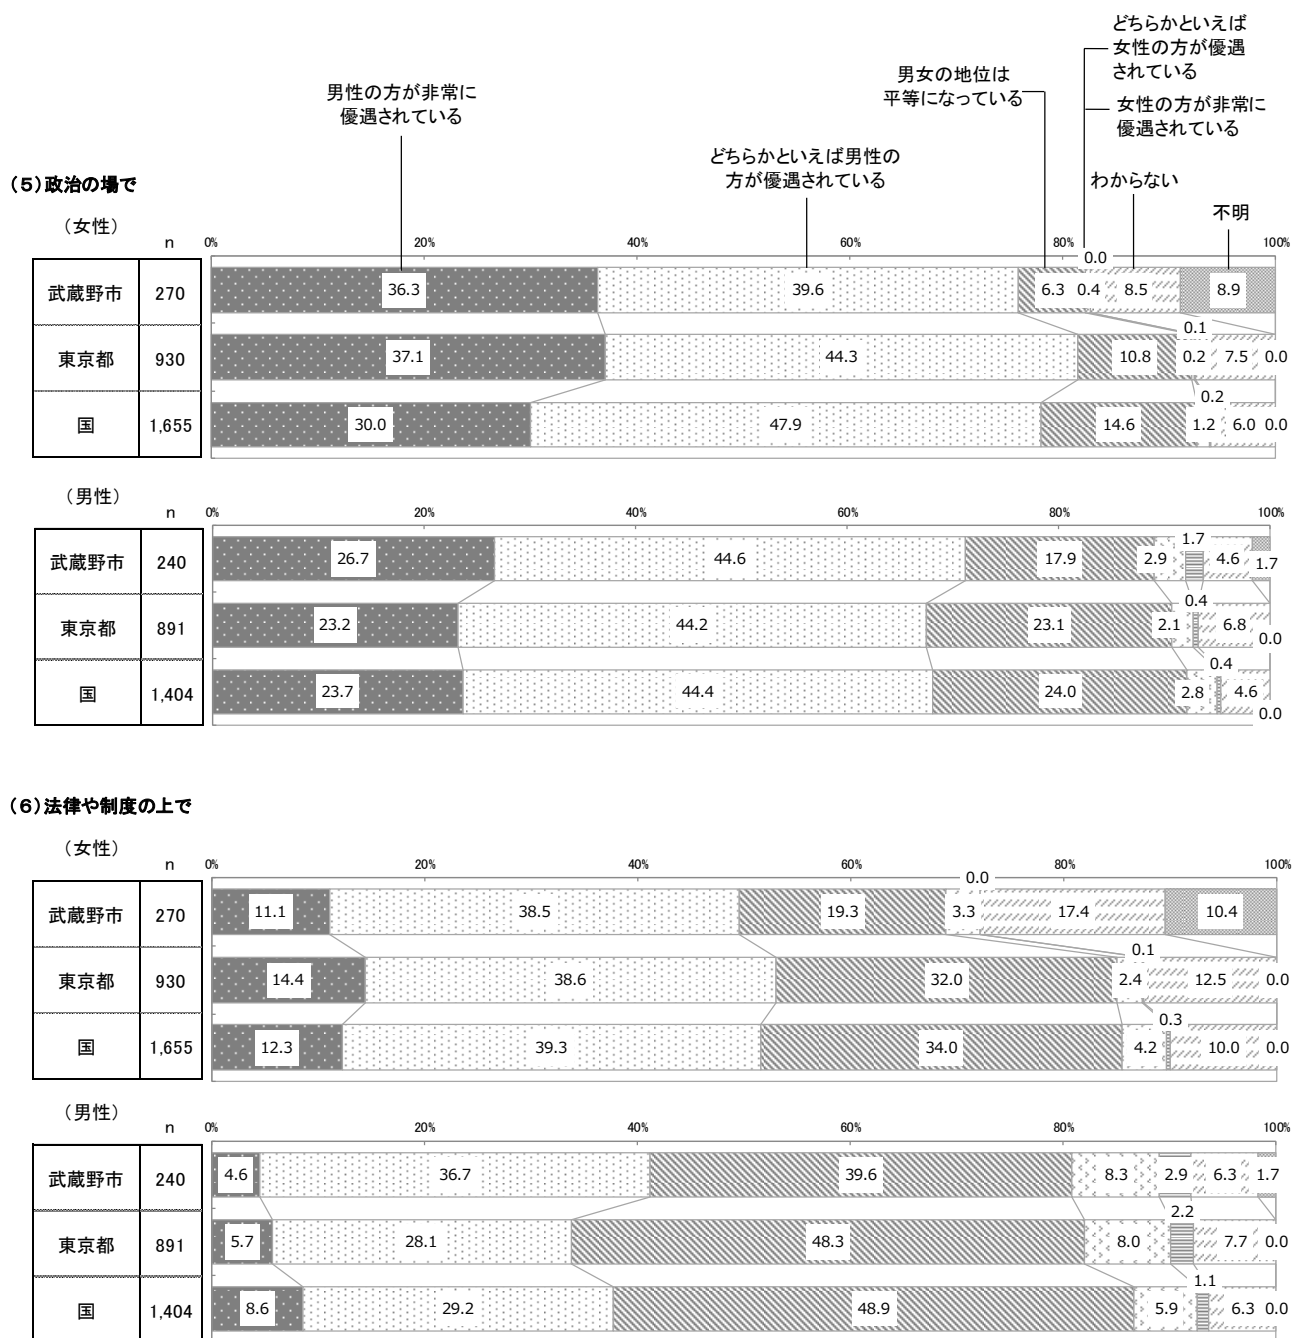 どちらかといえば
女性の方が優遇
されている
男女の地位は
平等になっている
男性の方が非常に
優遇されている
女性の方が非常に
優遇されている
どちらかといえば男性の
方が優遇されている
わからない
不明
（5）政治の場で
（女性）
n 0% 20% 40% 60% 80% 100%
0.0
武蔵野市 270 36.3 39.6 6.3 0.4 8.5 8.9
0.1
東京都 930 37.1 44.3 10.8 0.2 7.5 0.0
0.2
国 1,655 30.0 47.9 14.6 1.2 6.0 0.0
（男性）
n 0% 20% 40% 60% 80% 100%
1.7
武蔵野市 240 26.7 44.6 17.9 2.9 4.6 1.7
0.4
東京都 891 23.2 44.2 23.1 2.1 6.8 0.0
0.4
国 1,404 23.7 44.4 24.0 2.8 4.6 0.0
（6）法律や制度の上で
（女性）
n 0% 20% 40% 60% 80% 100%
0.0
武蔵野市 270 11.1 38.5 19.3 3.3 17.4 10.4
0.1
東京都 930 14.4 38.6 32.0 2.4 12.5 0.0
0.3
国 1,655 12.3 39.3 34.0 4.2 10.0 0.0
（男性）
n 0% 20% 40% 60% 80% 100%
武蔵野市 240 4.6 36.7 39.6 8.3 2.9 6.3 1.7
2.2
東京都 891 5.7 28.1 48.3 8.0 7.7 0.0
1.1
国 1,404 8.6 29.2 48.9 5.9 6.3 0.0